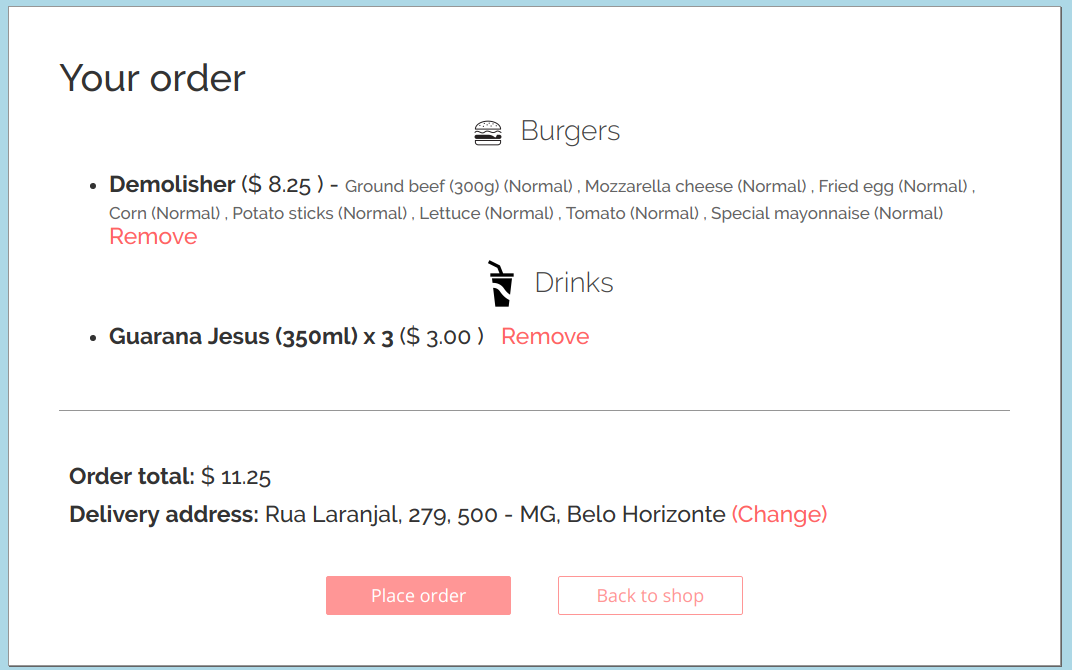 Your order
Burgers
Demolisher ($ 8.25 ) - Ground beef (300g) (Normal) , Mozzarella cheese (Normal) , Fried egg (Normal) ,
Corn (Normal) , Potato sticks (Normal) , Lettuce (Normal) , Tomato (Normal) , Special mayonnaise (Normal)
Remove
Drinks
Guarana Jesus (350ml) x 3 ($ 3.00 ) Remove
Order total: $ 11.25
Delivery address: Rua Laranjal, 279, 500 - MG, Belo Horizonte (Change)
Place order Back to shop